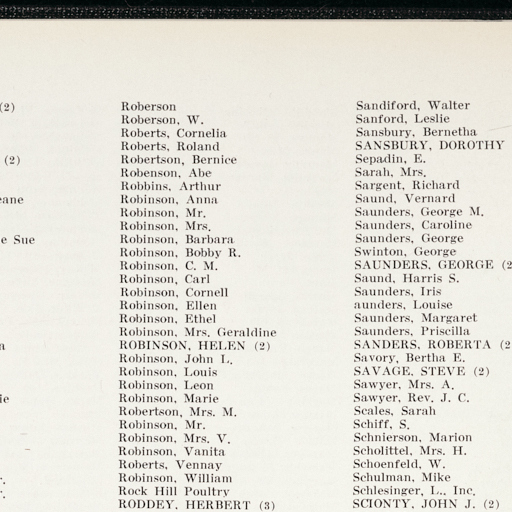 (2)
(2)
e Sue
Roberson
Roberson, W.
Roberts, Cornelia
Roberts, Roland
Robertson, Bernice
Robenson, Abe
Robbins, Arthur
Robinson, Anna
Robinson, Mr.
Robinson, Mrs.
Robinson, Barbara
Robinson, Bobby R.
Robinson, C. M.
Robinson, Carl
Robinson, Cornell
Robinson, Ellen
Robinson, Ethel
Robinson, Mrs. Geraldine
ROBINSON, HELEN (2)
Robinson, John L.
Robinson, Louis
Robinson, Leon
Robinson, Marie
Robertson, Mrs. M.
Robinson, Mr.
Robinson, Mrs. V.
Robinson, Vanita
Roberts, Vennay
Robinson, William
Rock Hill Poultry
RODDEY, HERBERT (3)
Sandiford, Walter
Sanford, Leslie
Sansbury, Bernetha
SANSBURY, DOROTHY
Sepadin, E.
Sarah, Mrs.
Sargent, Richard
Saund, Vernard
Saunders, George M.
Saunders, Caroline
Saunders, George
Swinton, George
SAUNDERS, GEORGE (2
Saund, Harris S.
Saunders, Iris
aunders, Louise
Saunders, Margaret
Saunders, Priscilla
SANDERS, ROBERTA (2
Savory, Bertha E.
SAVAGE, STEVE (2)
Sawyer, Mrs. A.
Sawyer, Rev. J. C.
Scales, Sarah
Schiff, S.
Schnierson, Marion
Scholittel, Mrs. H.
Schoenfeld, W.
Schulman, Mike
Schlesinger, L., Inc.
SCIONTY, JOHN J. (2)